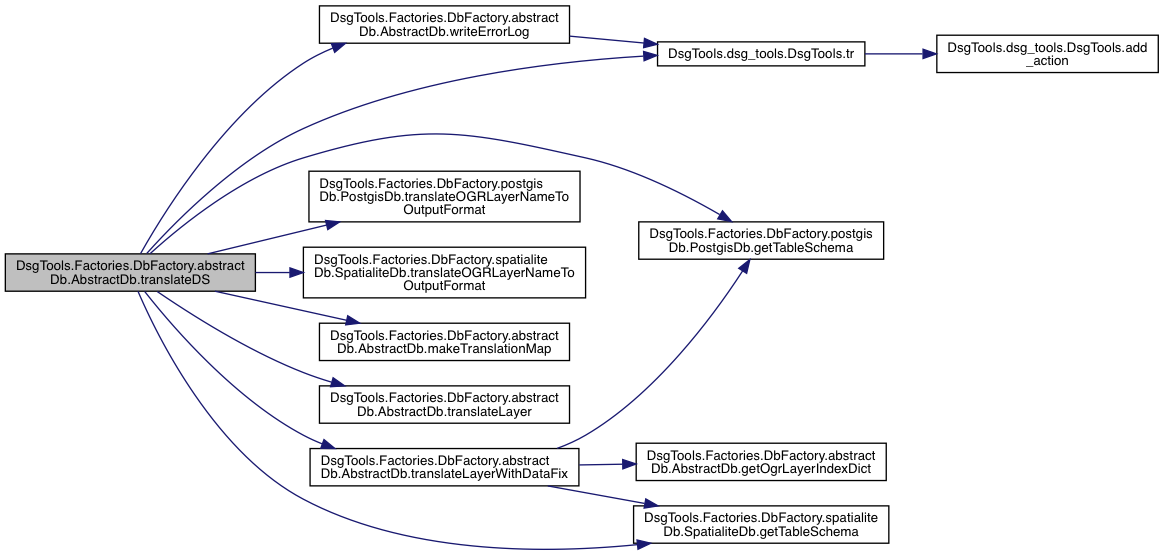 DsgTools.Factories.DbFactory.abstract
Db.AbstractDb.translateDS
DsgTools.Factories.DbFactory.abstract
Db.AbstractDb.writeErrorLog
DsgTools.dsg_tools.DsgTools.tr
DsgTools.dsg_tools.DsgTools.add
_action
DsgTools.Factories.DbFactory.postgis
Db.PostgisDb.translateOGRLayerNameTo
OutputFormat
DsgTools.Factories.DbFactory.postgis
Db.PostgisDb.getTableSchema
DsgTools.Factories.DbFactory.spatialite
Db.SpatialiteDb.translateOGRLayerNameTo
OutputFormat
DsgTools.Factories.DbFactory.abstract
Db.AbstractDb.makeTranslationMap
DsgTools.Factories.DbFactory.abstract
Db.AbstractDb.translateLayer
DsgTools.Factories.DbFactory.abstract
Db.AbstractDb.translateLayerWithDataFix
DsgTools.Factories.DbFactory.abstract
Db.AbstractDb.getOgrLayerIndexDict
DsgTools.Factories.DbFactory.spatialite
Db.SpatialiteDb.getTableSchema